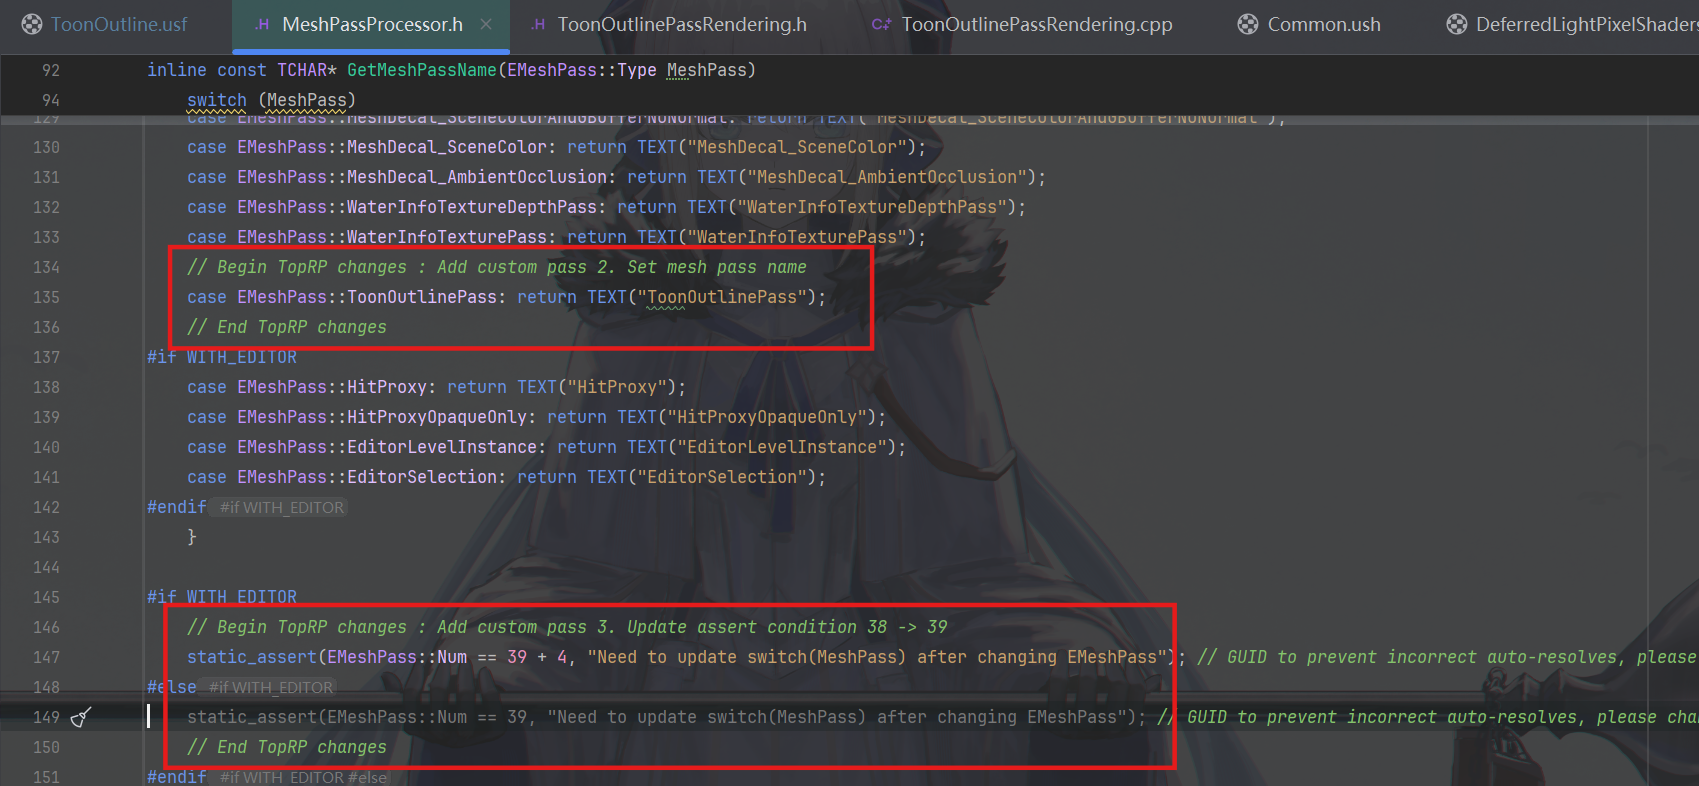 ToonOutline.usf
.H MeshPassProcessor.h
.H ToonOutlinePassRendering.h
C++ ToonOutlinePassRendering.cpp
Common.ush
DeferredLightPixelShaders
92 inline const TCHAR* GetMeshPassName(EMeshPass::Type MeshPass)
94 switch (MeshPass)
129 case EMeshPass::MeshDecal_SceneColorAndGBufferNoNormal: return TEXT("MeshDecal_SceneColorAndGBufferNoNormal");
130 case EMeshPass::MeshDecal_SceneColor: return TEXT("MeshDecal_SceneColor");
131 case EMeshPass::MeshDecal_AmbientOcclusion: return TEXT("MeshDecal_AmbientOcclusion");
132 case EMeshPass::WaterInfoTextureDepthPass: return TEXT("WaterInfoTextureDepthPass");
133 case EMeshPass::WaterInfoTexturePass: return TEXT("WaterInfoTexturePass");
134 // Begin TopRP changes : Add custom pass 2. Set mesh pass name
135 case EMeshPass::ToonOutlinePass: return TEXT("ToonOutlinePass");
136 // End TopRP changes
137 #if WITH_EDITOR
138 case EMeshPass::HitProxy: return TEXT("HitProxy");
139 case EMeshPass::HitProxyOpaqueOnly: return TEXT("HitProxyOpaqueOnly");
140 case EMeshPass::EditorLevelInstance: return TEXT("EditorLevelInstance");
141 case EMeshPass::EditorSelection: return TEXT("EditorSelection");
142 #endif #if WITH_EDITOR
143 }
144
145 #if WITH_EDITOR
146 // Begin TopRP changes : Add custom pass 3. Update assert condition 38 -> 39
147 static_assert(EMeshPass::Num == 39 + 4, "Need to update switch(MeshPass) after changing EMeshPass"); // GUID to prevent incorrect auto-resolves, please
148 #else #if WITH_EDITOR
149 static_assert(EMeshPass::Num == 39, "Need to update switch(MeshPass) after changing EMeshPass"); // GUID to prevent incorrect auto-resolves, please cha
150 // End TopRP changes
151 #endif #if WITH_EDITOR #else